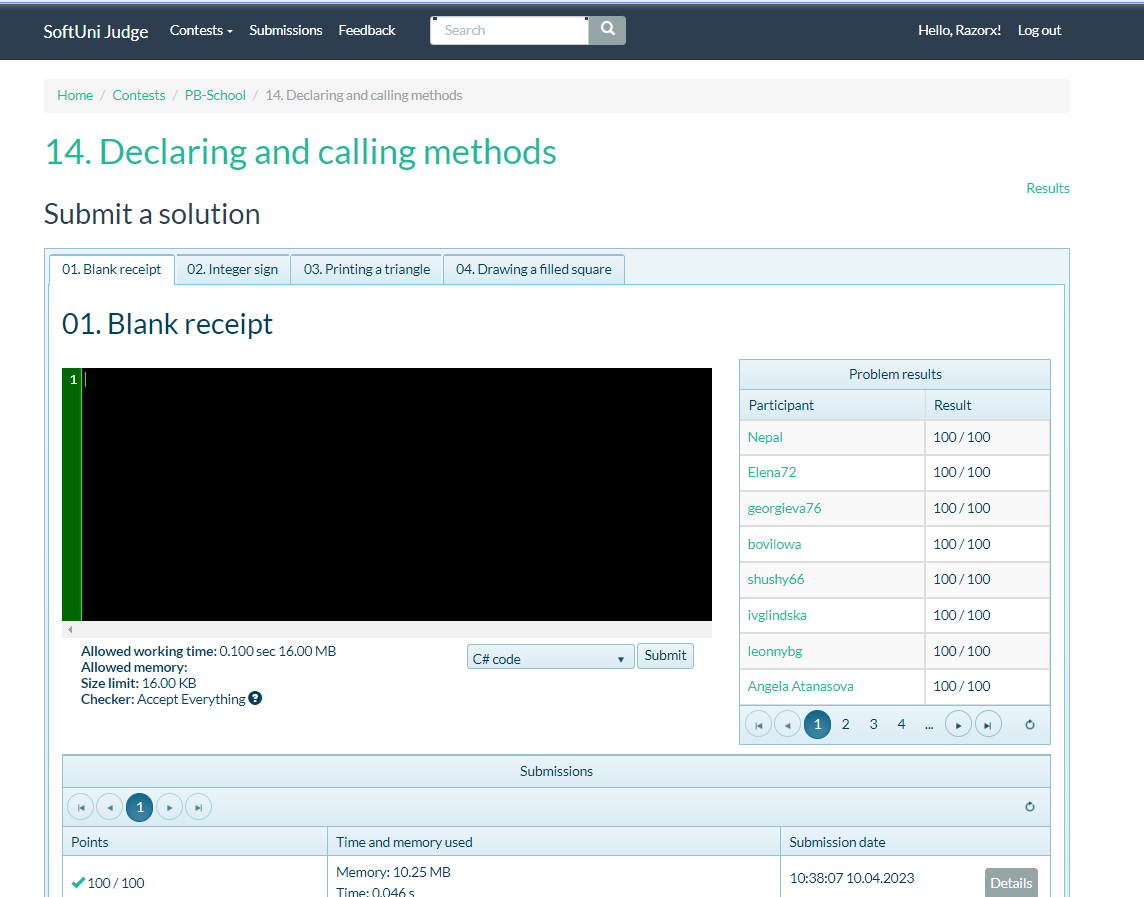 SoftUni Judge Contests Submissions Feedback Search Hello, Razorx! Log out
Home / Contests / PB-School / 14. Declaring and calling methods
14. Declaring and calling methods
Results
Submit a solution
01. Blank receipt 02. Integer sign 03. Printing a triangle 04. Drawing a filled square
01. Blank receipt
1
Allowed working time: 0.100 sec 16.00 MB
Allowed memory:
Size limit: 16.00 KB
Checker: Accept Everything ?
C# code Submit
Problem results
Participant Result
Nepal 100 / 100
Elena72 100 / 100
georgieva76 100 / 100
bovilowa 100 / 100
shushy66 100 / 100
ivglindska 100 / 100
leonnybg 100 / 100
Angela Atanasova 100 / 100
1 2 3 4 ...
Submissions
1
Points Time and memory used Submission date
100 / 100 Memory: 10.25 MB 10:38:07 10.04.2023 Details
Time: 0.046 s